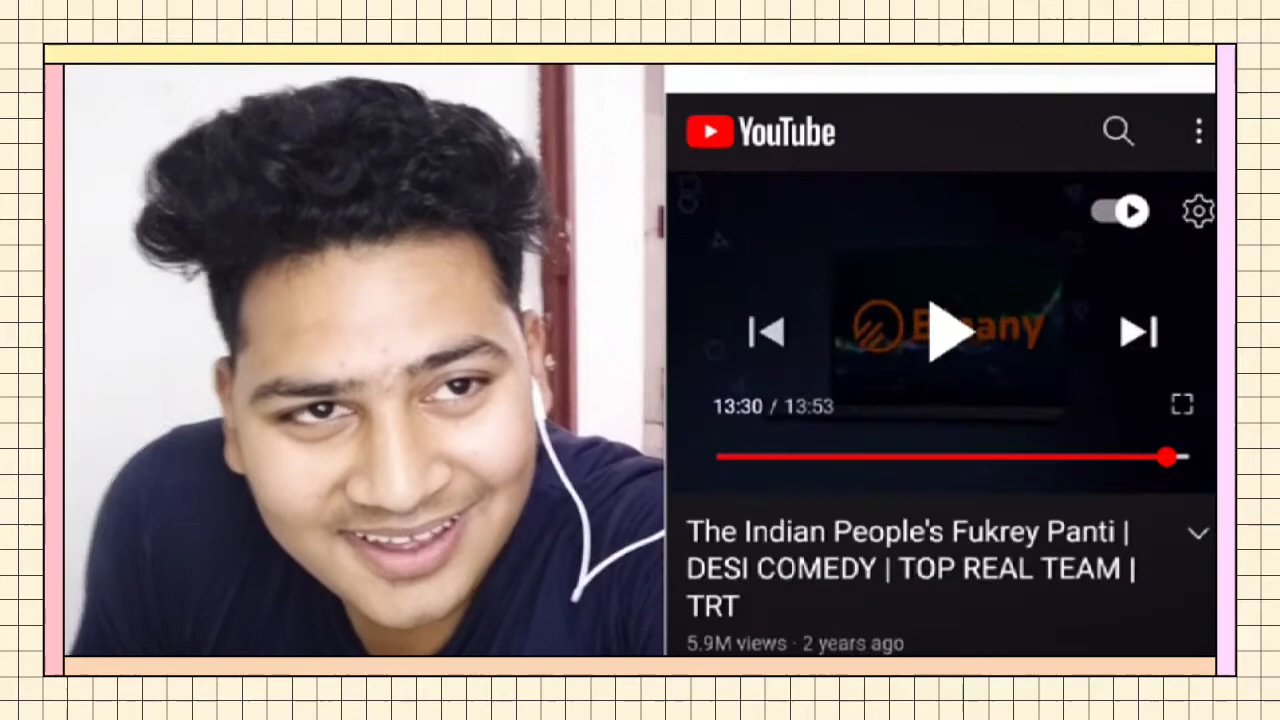 YouTube
13:30 / 13:53
The Indian People's Fukrey Panti |
DESI COMEDY | TOP REAL TEAM |
TRT
5.9M views · 2 years ago